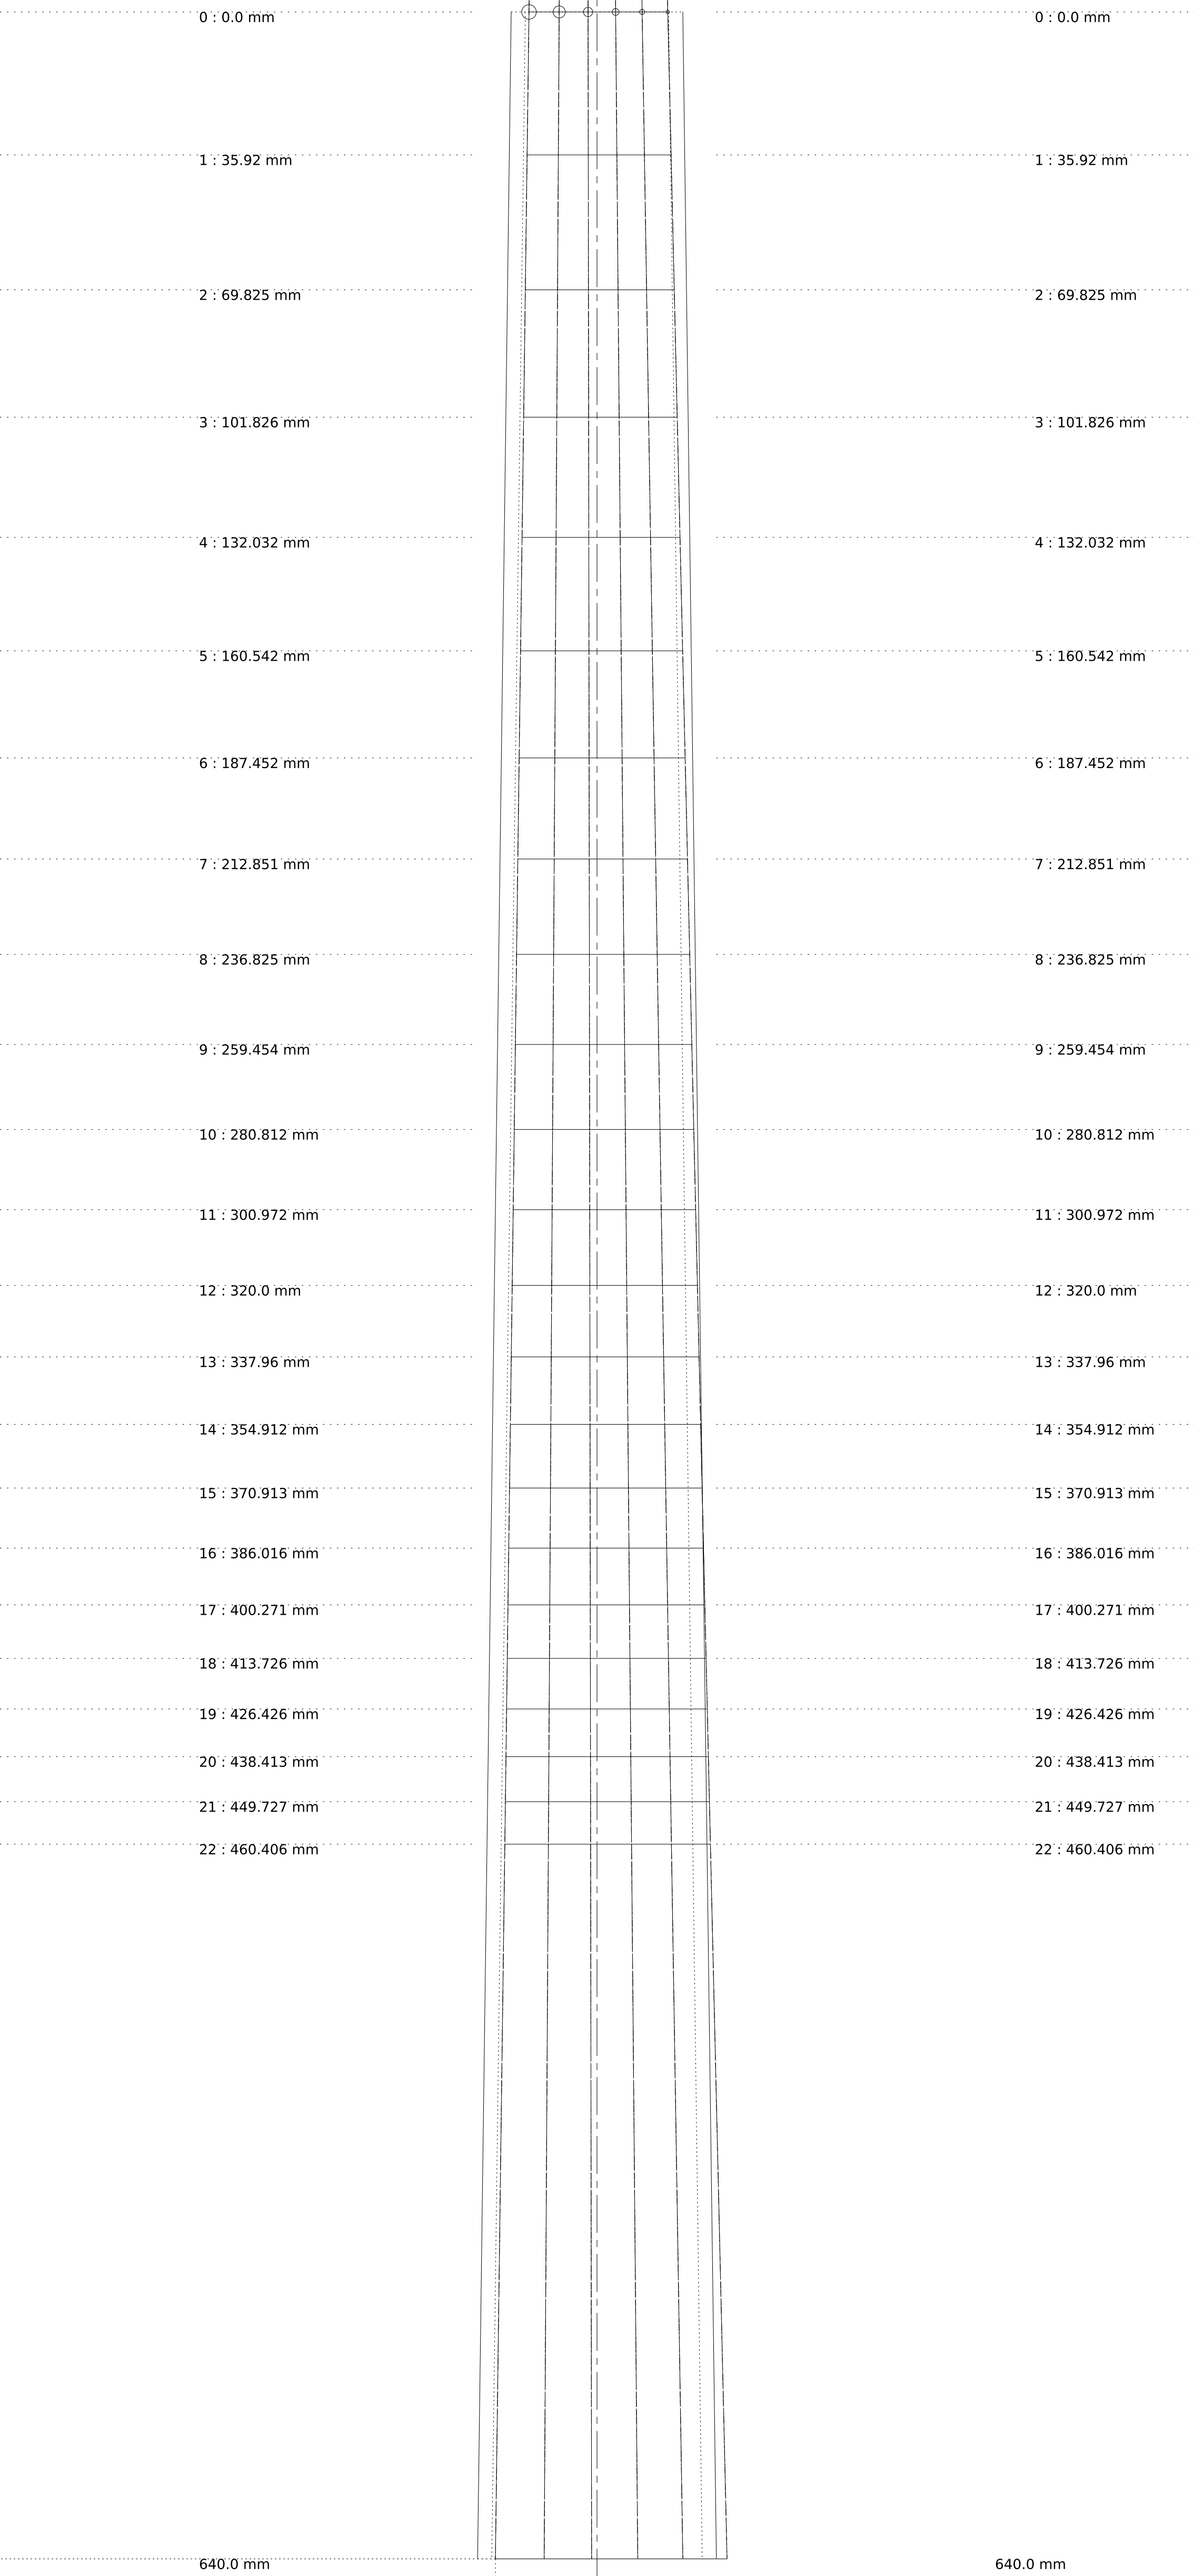 0 : 0.0 mm 0 : 0.0 mm
1 : 35.92 mm 1 : 35.92 mm
2 : 69.825 mm 2 : 69.825 mm
3 : 101.826 mm 3 : 101.826 mm
4 : 132.032 mm 4 : 132.032 mm
5 : 160.542 mm 5 : 160.542 mm
6 : 187.452 mm 6 : 187.452 mm
7 : 212.851 mm 7 : 212.851 mm
8 : 236.825 mm 8 : 236.825 mm
9 : 259.454 mm 9 : 259.454 mm
10 : 280.812 mm 10 : 280.812 mm
11 : 300.972 mm 11 : 300.972 mm
12 : 320.0 mm 12 : 320.0 mm
13 : 337.96 mm 13 : 337.96 mm
14 : 354.912 mm 14 : 354.912 mm
15 : 370.913 mm 15 : 370.913 mm
16 : 386.016 mm 16 : 386.016 mm
17 : 400.271 mm 17 : 400.271 mm
18 : 413.726 mm 18 : 413.726 mm
19 : 426.426 mm 19 : 426.426 mm
20 : 438.413 mm 20 : 438.413 mm
21 : 449.727 mm 21 : 449.727 mm
22 : 460.406 mm 22 : 460.406 mm
640.0 mm 640.0 mm